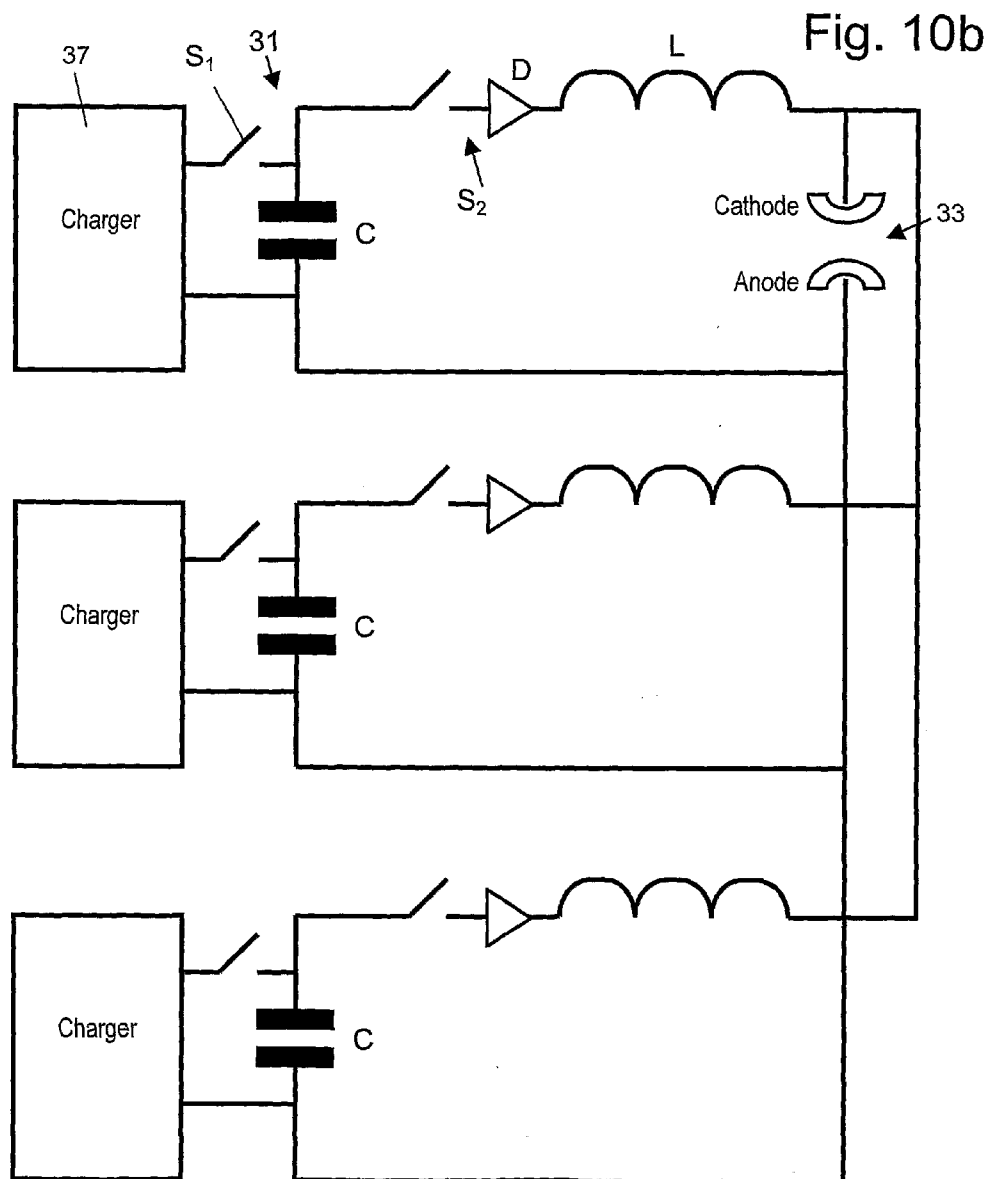 Fig. 10b
37
S₁
31
D
L
Charger
C
S₂
Cathode
33
Anode
Charger
C
Charger
C